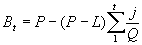 B_t = P - (P - L) \sum_{1}^{t} \frac{j}{Q}